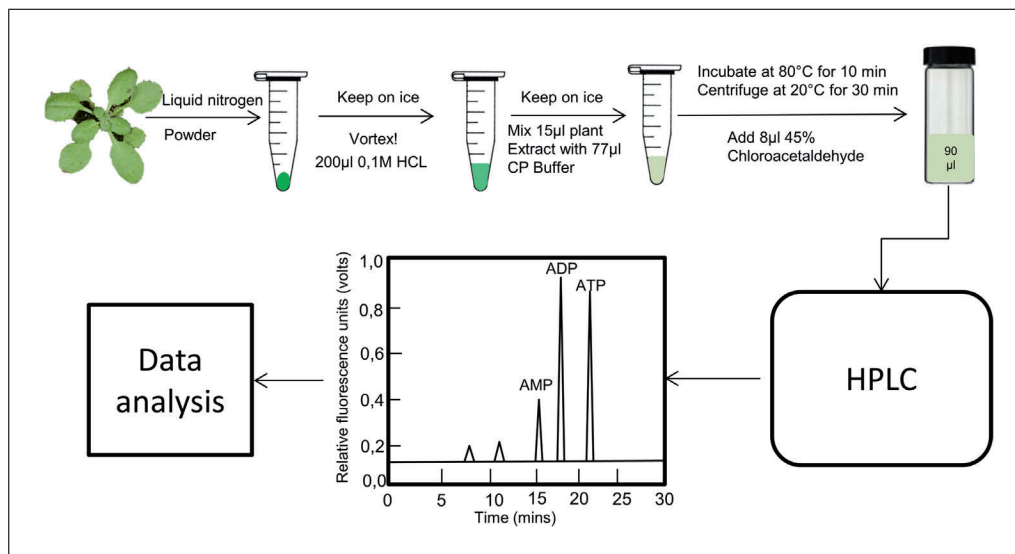 Liquid nitrogen
Powder
Keep on ice
Vortex!
200µl 0,1M HCL
Keep on ice
Mix 15µl plant
Extract with 77µl
CP Buffer
Incubate at 80°C for 10 min
Centrifuge at 20°C for 30 min
Add 8µl 45%
Chloroacetaldehyde
90
µl
HPLC
Relative fluorescence units (volts)
1,0
0,8
0,6
0,4
0,2
0,0
AMP
ADP
ATP
0 5 10 15 20 25 30
Time (mins)
Data
analysis